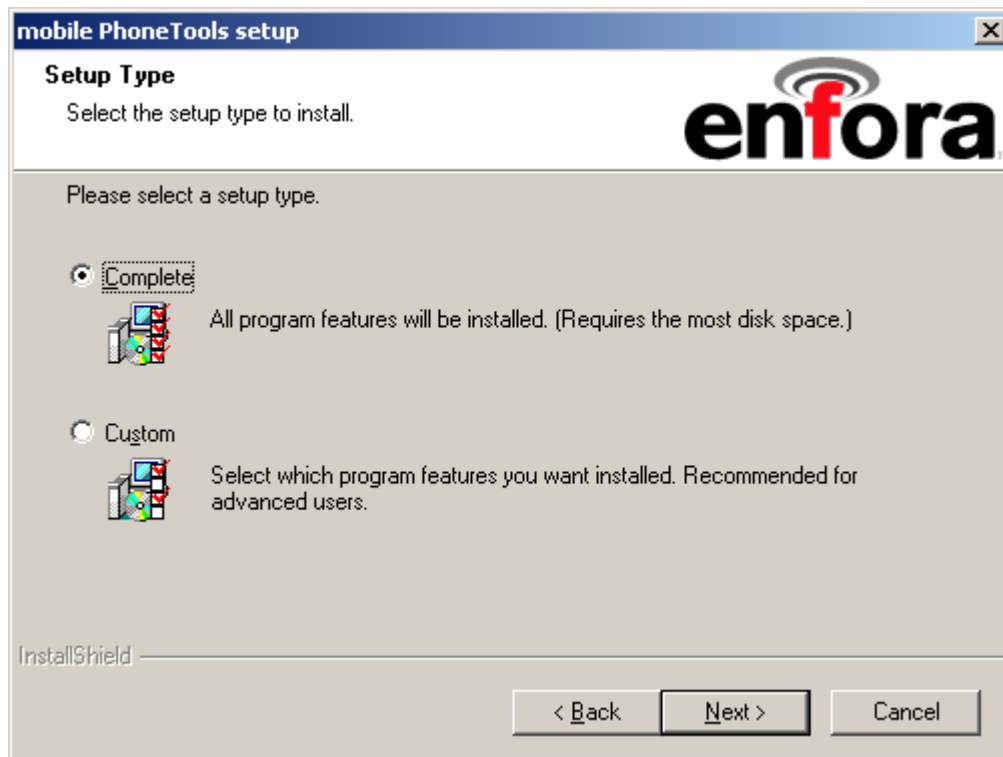 mobile PhoneTools setup
Setup Type
Select the setup type to install.
enfora
Please select a setup type.
Complete
All program features will be installed. (Requires the most disk space.)
Custom
Select which program features you want installed. Recommended for
advanced users.
InstallShield
< Back
Next >
Cancel